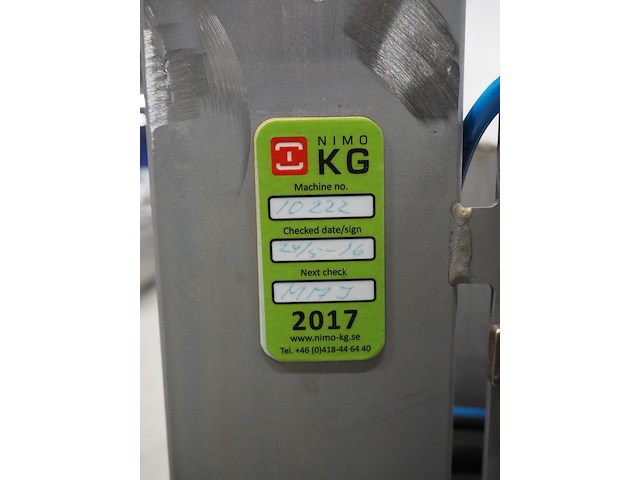 NIMO
KG
Machine no.
10222
Checked date/sign
24/5-16
Next check
MAJ
2017
www.nimo-kg.se
Tel. +46 (0)418-44 64 40